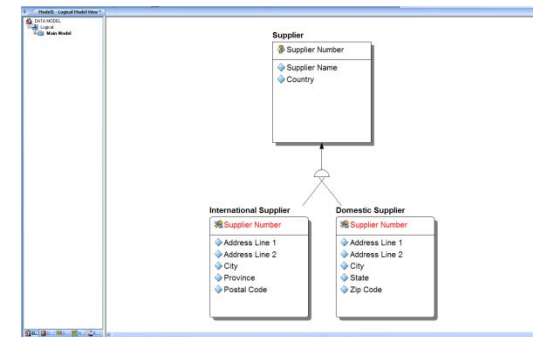 Model1 - Logical Model View *
DATA MODEL
Logical
Main Model
Supplier
Supplier Number
Supplier Name
Country
International Supplier
Supplier Number
Address Line 1
Address Line 2
City
Province
Postal Code
Domestic Supplier
Supplier Number
Address Line 1
Address Line 2
City
State
Zip Code